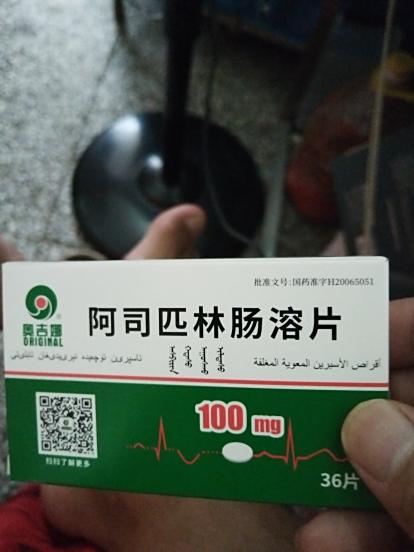 批准文号:国药准字H20065051
奥吉娜
ORIGINAL
阿司匹林肠溶片
أقراص الأسبرين المعوية المغلفة
100 mg
扫扫了解更多
36片